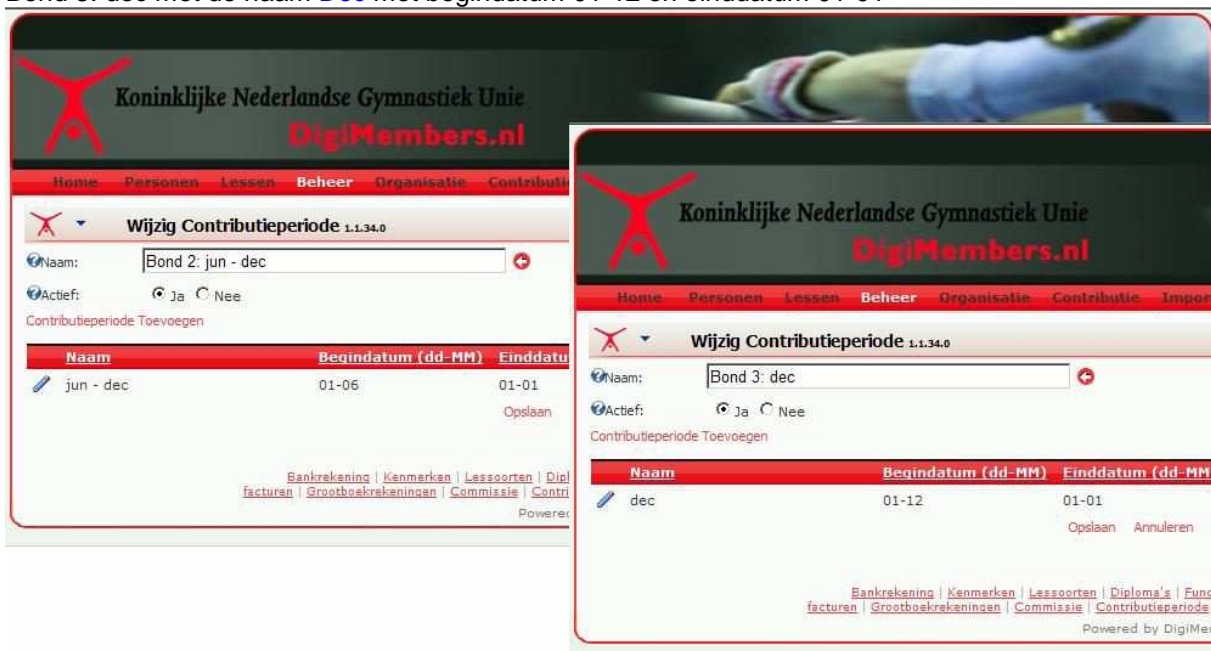 Bond 3: dec met de naam Dec met begindatum 01-12 en einddatum 01-01
Koninklijke Nederlandse Gymnastiek Unie
DigiMembers.nl
Home Personen Lessen Beheer Organisatie
Wijzig Contributieperiode 1.1.34.0
Naam: Bond 2: jun - dec
Actief: Ja Nee
Contributieperiode Toevoegen
Naam Begindatum (dd-MM)
jun - dec 01-06 01-01
Opslaan
Bankrekening | Kenmerken | Lessoorten |
facturen | Grootboekrekeningen | Commissie |
Koninklijke Nederlandse Gymnastiek Unie
DigiMembers.nl
Home Personen Lessen Beheer Organisatie Contributie
Wijzig Contributieperiode 1.1.34.0
Naam: Bond 3: dec
Actief: Ja Nee
Contributieperiode Toevoegen
Naam Begindatum (dd-MM) Einddatum (dd-MM
dec 01-12 01-01
Opslaan Annuleren
Bankrekening | Kenmerken | Lessoorten | Diploma's |
facturen | Grootboekrekeningen | Commissie | Contributieperiode
Powered by